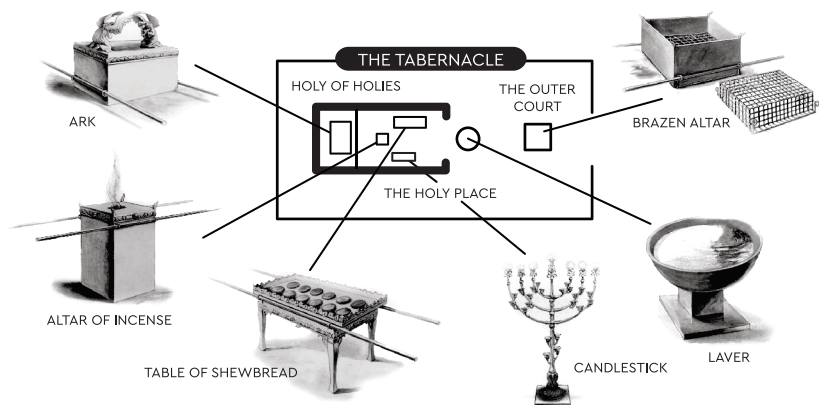 THE TABERNACLE
HOLY OF HOLIES
THE OUTER
COURT
ARK
BRAZEN ALTAR
THE HOLY PLACE
ALTAR OF INCENSE
TABLE OF SHEWBREAD
CANDLESTICK
LAVER